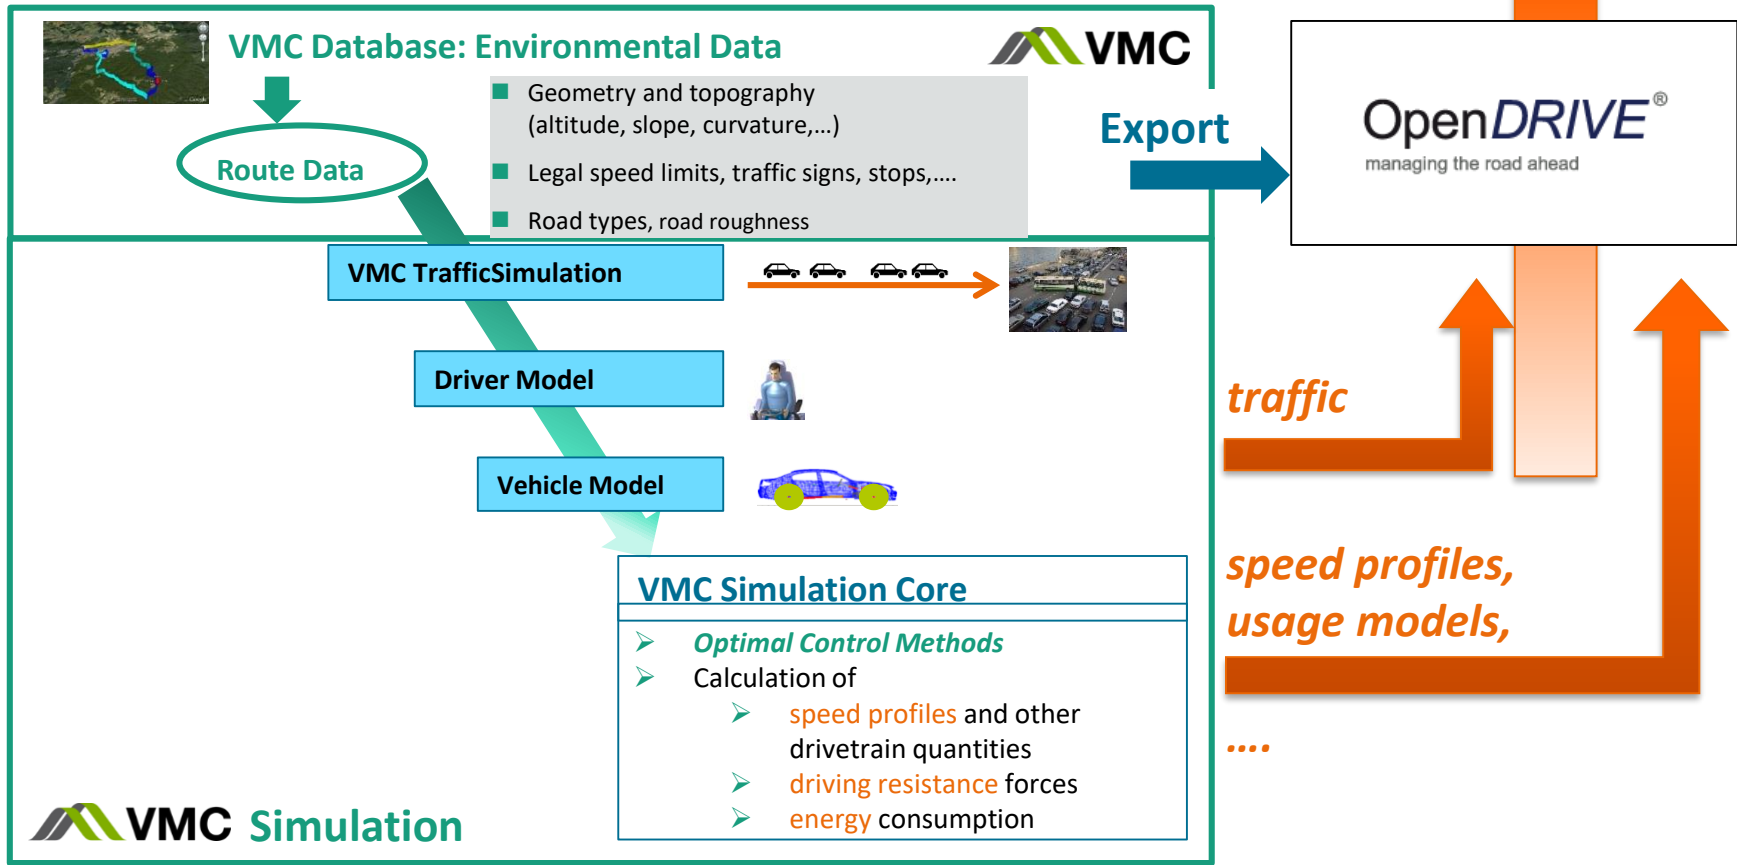 VMC Database: Environmental Data
VMC
Geometry and topography
(altitude, slope, curvature,...)
Legal speed limits, traffic signs, stops,....
Road types, road roughness
Route Data
Export
OpenDRIVE®
managing the road ahead
VMC TrafficSimulation
Driver Model
Vehicle Model
VMC Simulation Core
Optimal Control Methods
Calculation of
speed profiles and other
drivetrain quantities
driving resistance forces
energy consumption
VMC Simulation
traffic
speed profiles,
usage models,
....